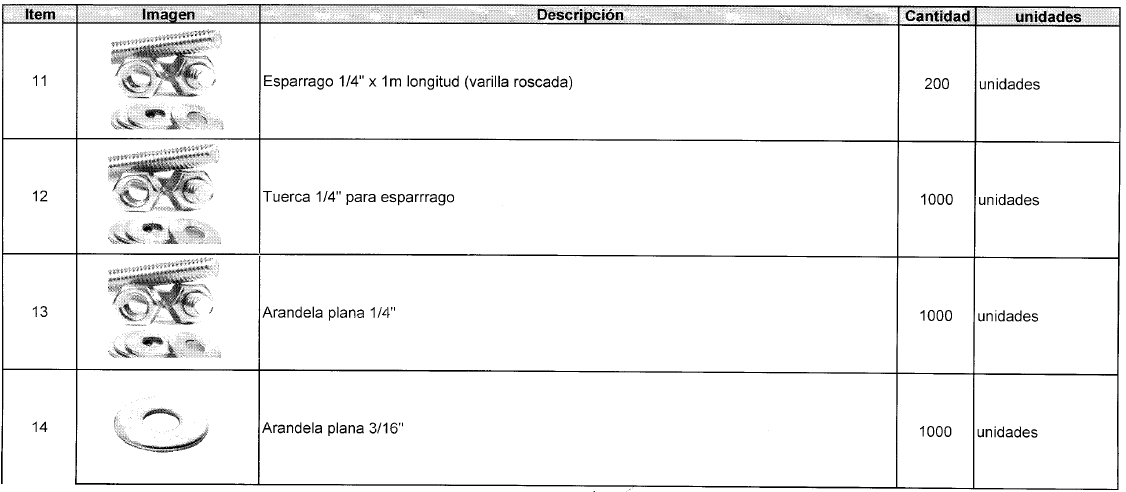 Item Imagen Descripción Cantidad unidades
11 Esparrago 1/4" x 1m longitud (varilla roscada) 200 unidades
12 Tuerca 1/4" para esparrrago 1000 unidades
13 Arandela plana 1/4" 1000 unidades
14 Arandela plana 3/16" 1000 unidades